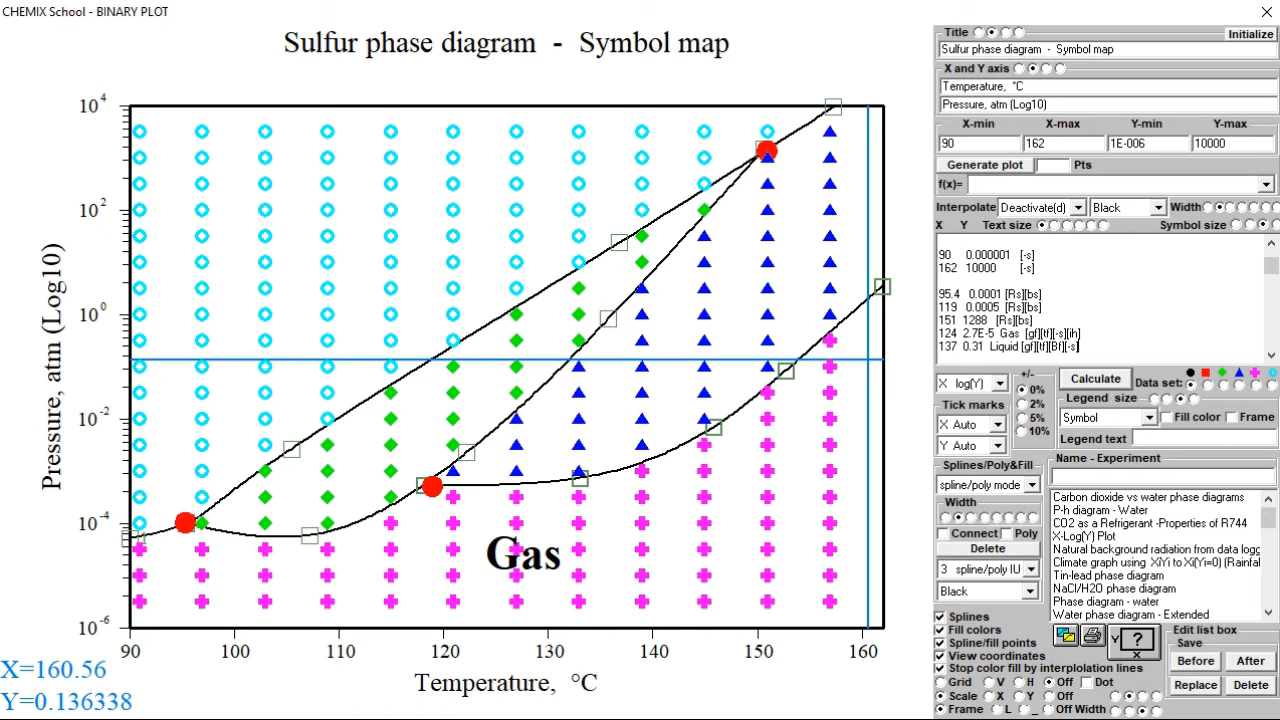 CHEMIX School - BINARY PLOT
Sulfur phase diagram - Symbol map
10^4
10^2
10^0
10^-2
10^-4
10^-6
Pressure, atm (Log10)
Gas
90 100 110 120 130 140 150 160
Temperature, °C
X=160.56
Y=0.136338
Title
Initialize
Sulfur phase diagram - Symbol map
X and Y axis
Temperature, °C
Pressure, atm (Log10)
X-min X-max Y-min Y-max
90 162 1E-006 10000
Generate plot Pts
f(x)=
Interpolate Deactivate(d) Black Width
X Y Text size Symbol size
90 0.000001 [-s]
162 10000 [-s]
95.4 0.0001 [Rs][bs]
119 0.0005 [Rs][bs]
151 1288 [Rs][bs]
124 2.7E-5 Gas [gf][tf][-s][ih]
137 0.31 Liquid [gf][tf][Bf][-s]
X log(Y)
+/-
0%
2%
5%
10%
Calculate
Data set:
Legend size
Tick marks
X Auto
Y Auto
Symbol
Fill color
Frame
Legend text
Splines/Poly&Fill
spline/poly mode
Width
Connect Poly
Delete
3 spline/poly IU
Black
Name - Experiment
Carbon dioxide vs water phase diagrams
P-h diagram - Water
CO2 as a Refrigerant -Properties of R744
X-Log(Y) Plot
Natural background radiation from data logg
Climate graph using XiYi to Xi(Yi=0) (Rainfal
Tin-lead phase diagram
NaCl/H2O phase diagram
Phase diagram - water
Water phase diagram - Extended
Splines
Fill colors
Spline/fill points
View coordinates
Stop color fill by interplolation lines
Grid V H Off Dot
Scale X Y Off
Frame L _ Off Width
Y ? X
Edit list box
Save
Before After
Replace Delete